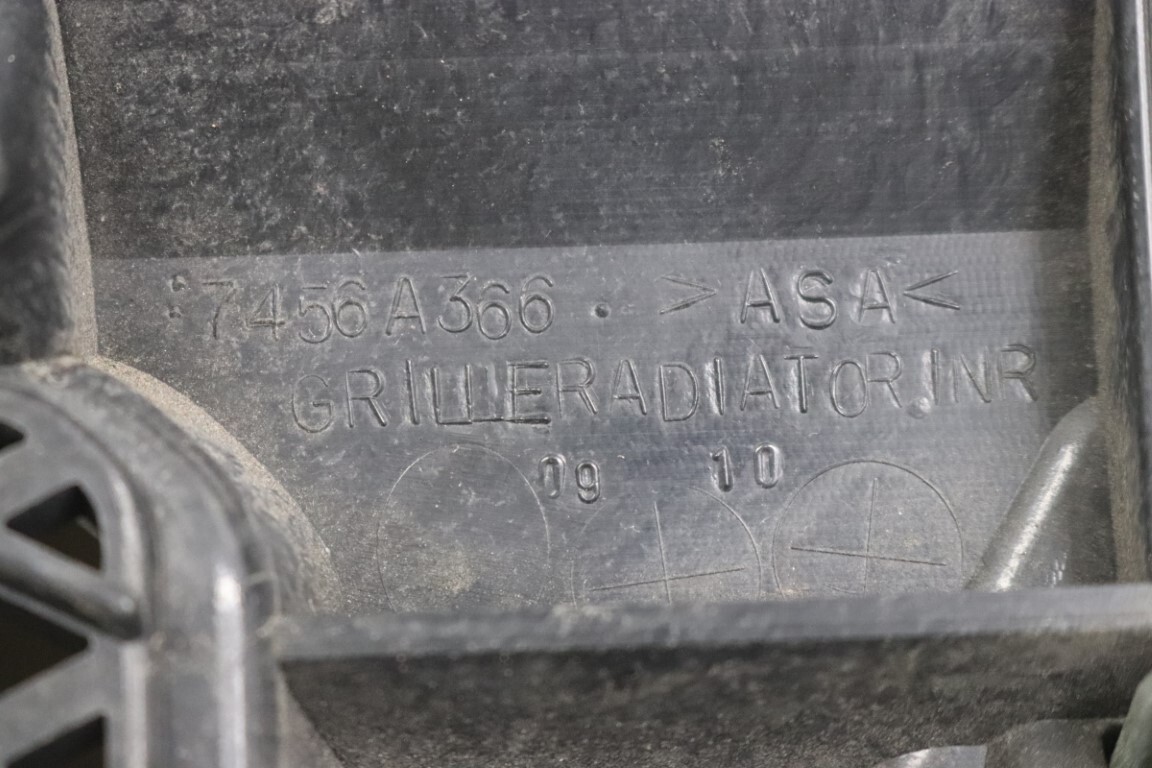 7456A366. >ASA<
GRILLERADIATOR.INR
09 10